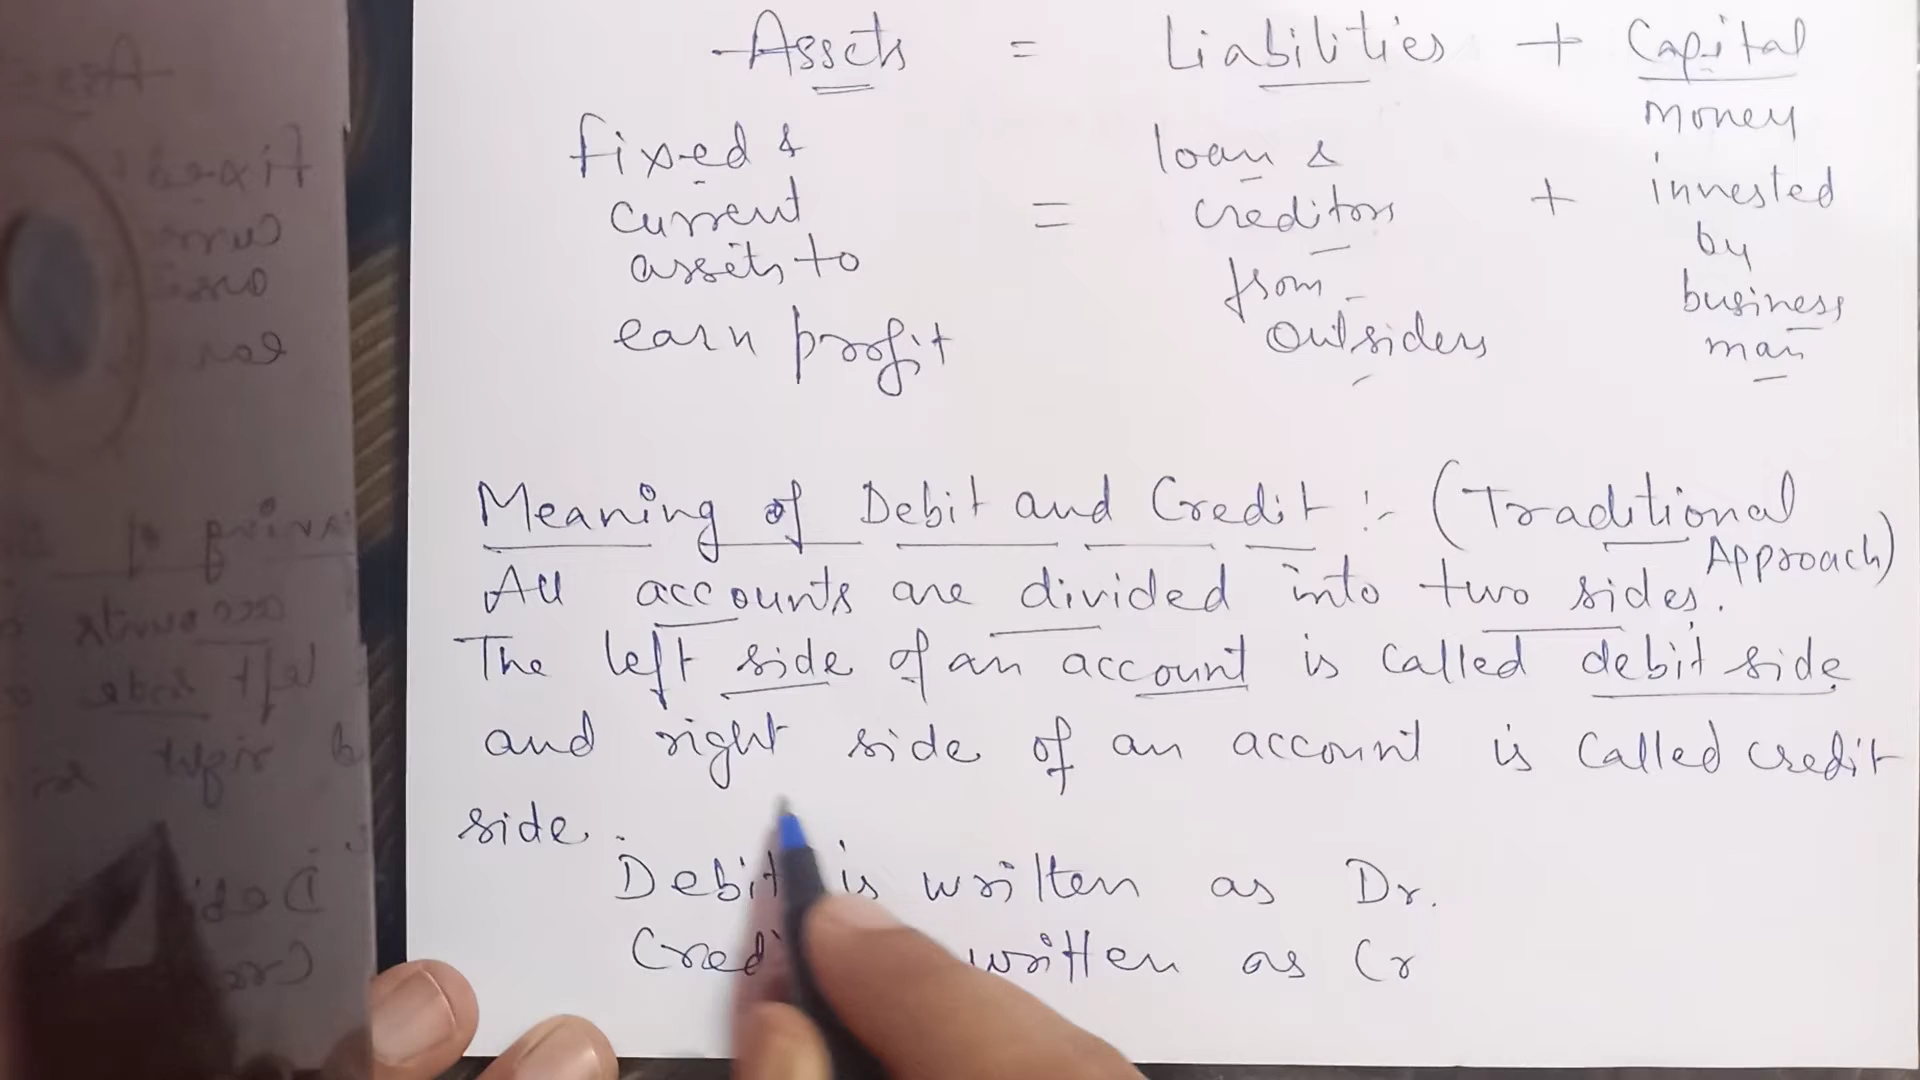 Assets = Liabilities + Capital
fixed & current assets to earn profit = loan & creditors from outsiders + money invested by business man
Meaning of Debit and Credit :- (Traditional Approach)
All accounts are divided into two sides.
The left side of an account is called debit side
and right side of an account is called credit
side.
Debit is written as Dr.
written as Cr